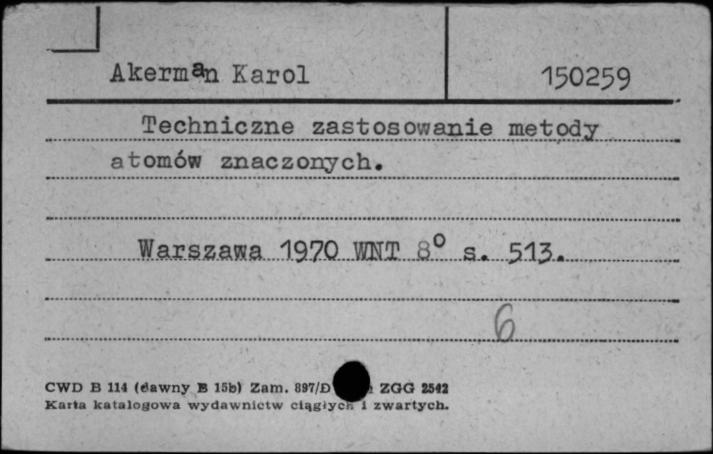 Akerman Karol 150259
Techniczne zastosowanie metody
atomów znaczonych.
Warszawa 1970 WNT 8° s. 513.
6
CWD B 114 (dawny B 15b) Zam. 897/D ZGG 2542
Karta katalogowa wydawnictw ciągłych i zwartych.